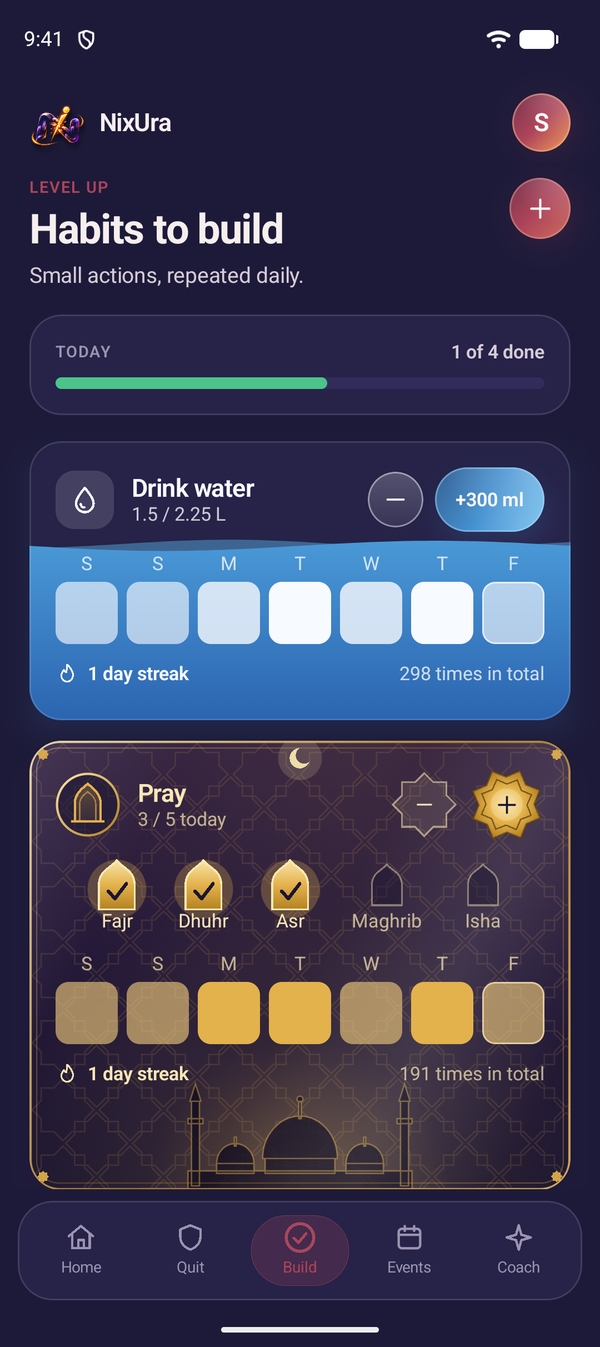 9:41
NixUra
S
LEVEL UP
Habits to build
Small actions, repeated daily.
TODAY 1 of 4 done
Drink water
1.5 / 2.25 L
+300 ml
S S M T W T F
1 day streak 298 times in total
Pray
3 / 5 today
Fajr Dhuhr Asr Maghrib Isha
S S M T W T F
1 day streak 191 times in total
Home Quit Build Events Coach